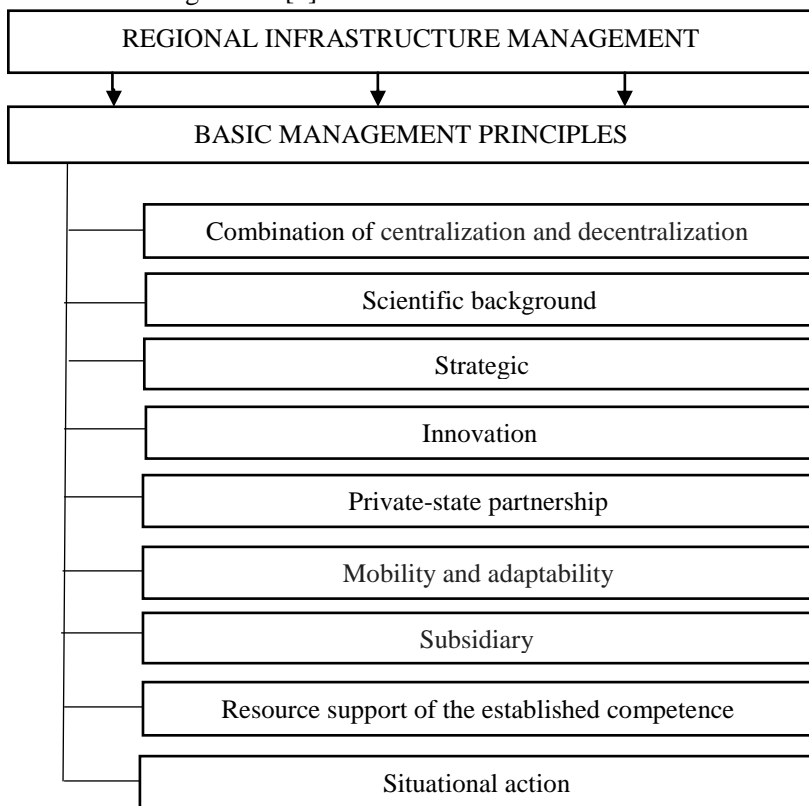 REGIONAL INFRASTRUCTURE MANAGEMENT
BASIC MANAGEMENT PRINCIPLES
Combination of centralization and decentralization
Scientific background
Strategic
Innovation
Private-state partnership
Mobility and adaptability
Subsidiary
Resource support of the established competence
Situational action